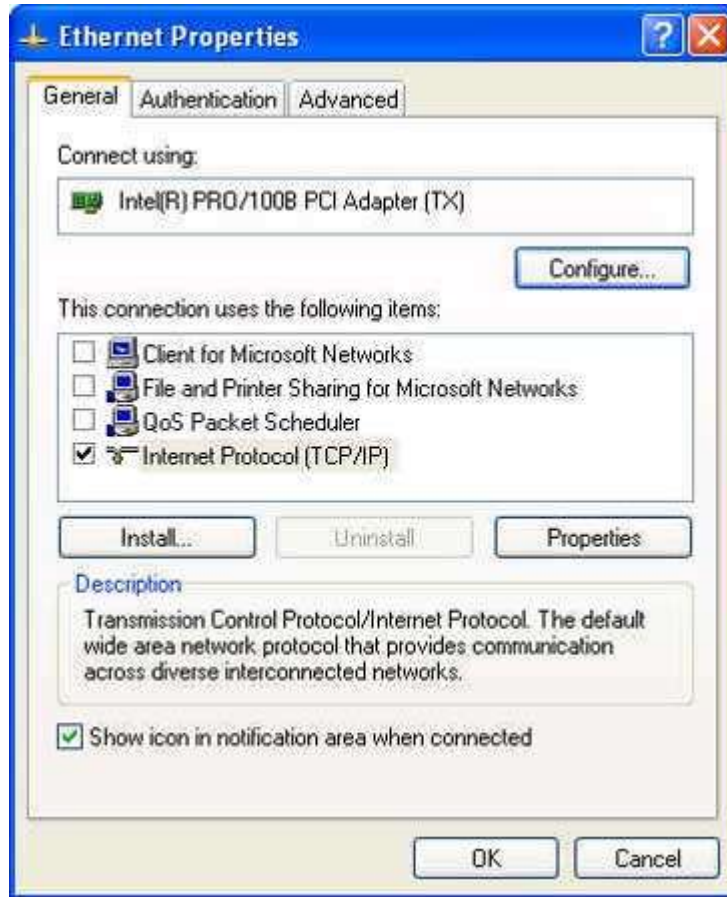 Ethernet Properties
General Authentication Advanced
Connect using:
Intel(R) PRO/100B PCI Adapter (TX)
Configure...
This connection uses the following items:
Client for Microsoft Networks
File and Printer Sharing for Microsoft Networks
QoS Packet Scheduler
Internet Protocol (TCP/IP)
Install... Uninstall Properties
Description
Transmission Control Protocol/Internet Protocol. The default
wide area network protocol that provides communication
across diverse interconnected networks.
Show icon in notification area when connected
OK Cancel